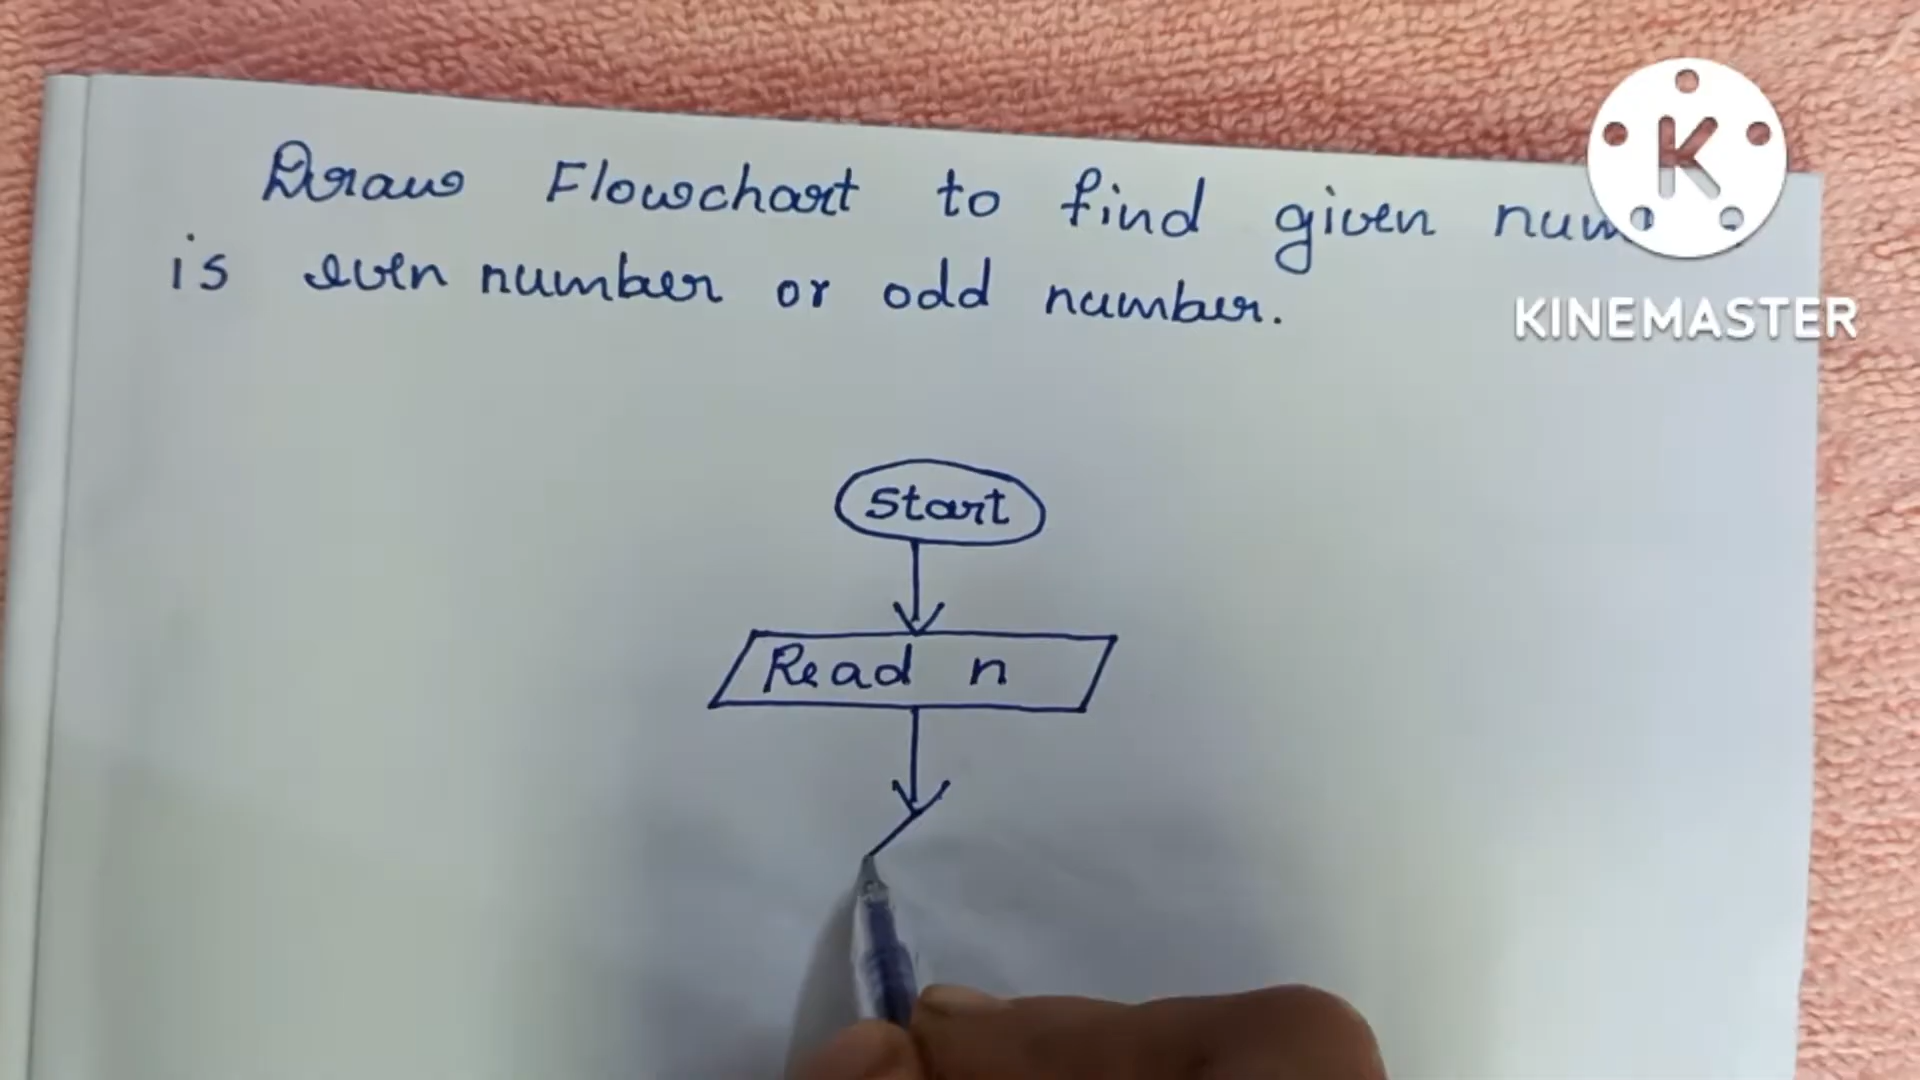 Draw Flowchart to find given
is even number or odd number.
K
KINEMASTER
Start
Read n